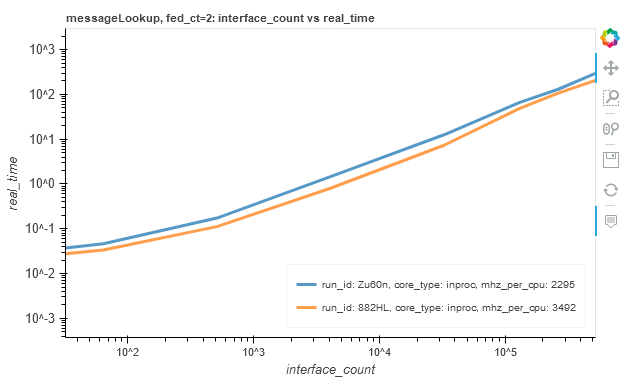 messageLookup, fed_ct=2: interface_count vs real_time
10^3
10^2
10^1
10^0
10^-1
10^-2
10^-3
real_time
run_id: Zu60n, core_type: inproc, mhz_per_cpu: 2295
run_id: 882HL, core_type: inproc, mhz_per_cpu: 3492
10^2 10^3 10^4 10^5
interface_count